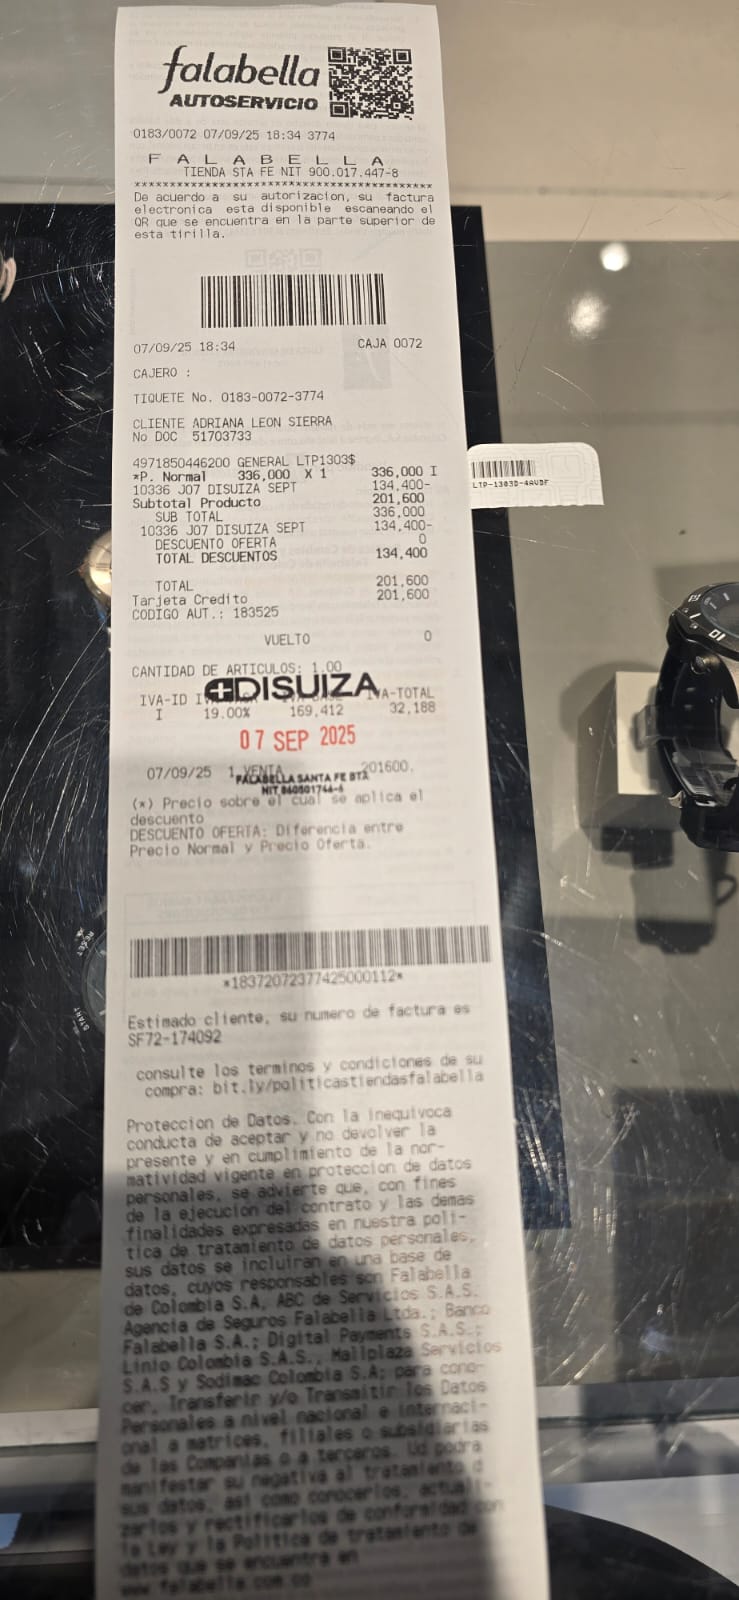 falabella
AUTOSERVICIO
0183/0072 07/09/25 18:34 3774
F A L A B E L L A
TIENDA STA FE NIT 900.017.447-8
******************************************
De acuerdo a su autorizacion, su factura
electronica esta disponible escaneando el
QR que se encuentra en la parte superior de
esta tirilla.
07/09/25 18:34 CAJA 0072
CAJERO :
TIQUETE No. 0183-0072-3774
CLIENTE ADRIANA LEON SIERRA
No DOC 51703733
4971850446200 GENERAL LTP1303$
*P. Normal 336,000 X 1 336,000 I
10336 J07 DISUIZA SEPT 134,400-
Subtotal Producto 201,600
SUB TOTAL 336,000
10336 J07 DISUIZA SEPT 134,400-
DESCUENTO OFERTA 0
TOTAL DESCUENTOS 134,400
TOTAL 201,600
Tarjeta Credito 201,600
CODIGO AUT.: 183525
VUELTO 0
CANTIDAD DE ARTICULOS: 1.00
DISUIZA
IVA-ID IVA-TOTAL
I 19.00% 169,412 32,188
07 SEP 2025
07/09/25 1 VENTA 201600.
FALABELLA SANTA FE BTA
NIT 860501744-4
(*) Precio sobre el cual se aplica el
descuento
DESCUENTO OFERTA: Diferencia entre
Precio Normal y Precio Oferta.
*18372072377425000112*
Estimado cliente, su numero de factura es
SF72-174092
consulte los terminos y condiciones de su
compra: bit.ly/politicastiendasfalabella
Proteccion de Datos. Con la inequivoca
conducta de aceptar y no devolver la
presente y en cumplimiento de la nor-
matividad vigente en proteccion de datos
personales, se advierte que, con fines
de la ejecucion del contrato y las demas
finalidades expresadas en nuestra poli-
tica de tratamiento de datos personales,
sus datos se incluiran en una base de
datos, cuyos responsables son Falabella
de Colombia S.A, ABC de Servicios S.A.S.
Agencia de Seguros Falabella Ltda.; Banco
Falabella S.A.; Digital Payments S.A.S.;
Linio Colombia S.A.S., Mallplaza Servicios
S.A.S y Sodimac Colombia S.A; para cono-
cer, Transferir y/o Transmitir los Datos
Personales a nivel nacional e internaci-
onal a matrices, filiales o subsidiarias
de las Companias o a terceros. Ud podra
manifestar su negativa al tratamiento d
sus datos, asi como conocerlos, actuali-
zarlos y rectificarlos de conformidad con
la Ley y la Politica de tratamiento de
datos que se encuentra en
www.falabella.com.co
LTP-1303D-4AVDF
RESET
START
10